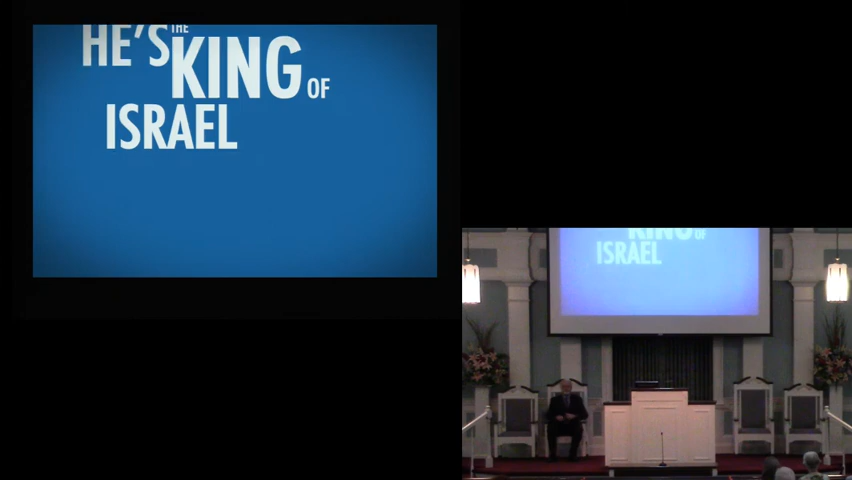 HE'S THE
KING OF
ISRAEL
KING OF
ISRAEL